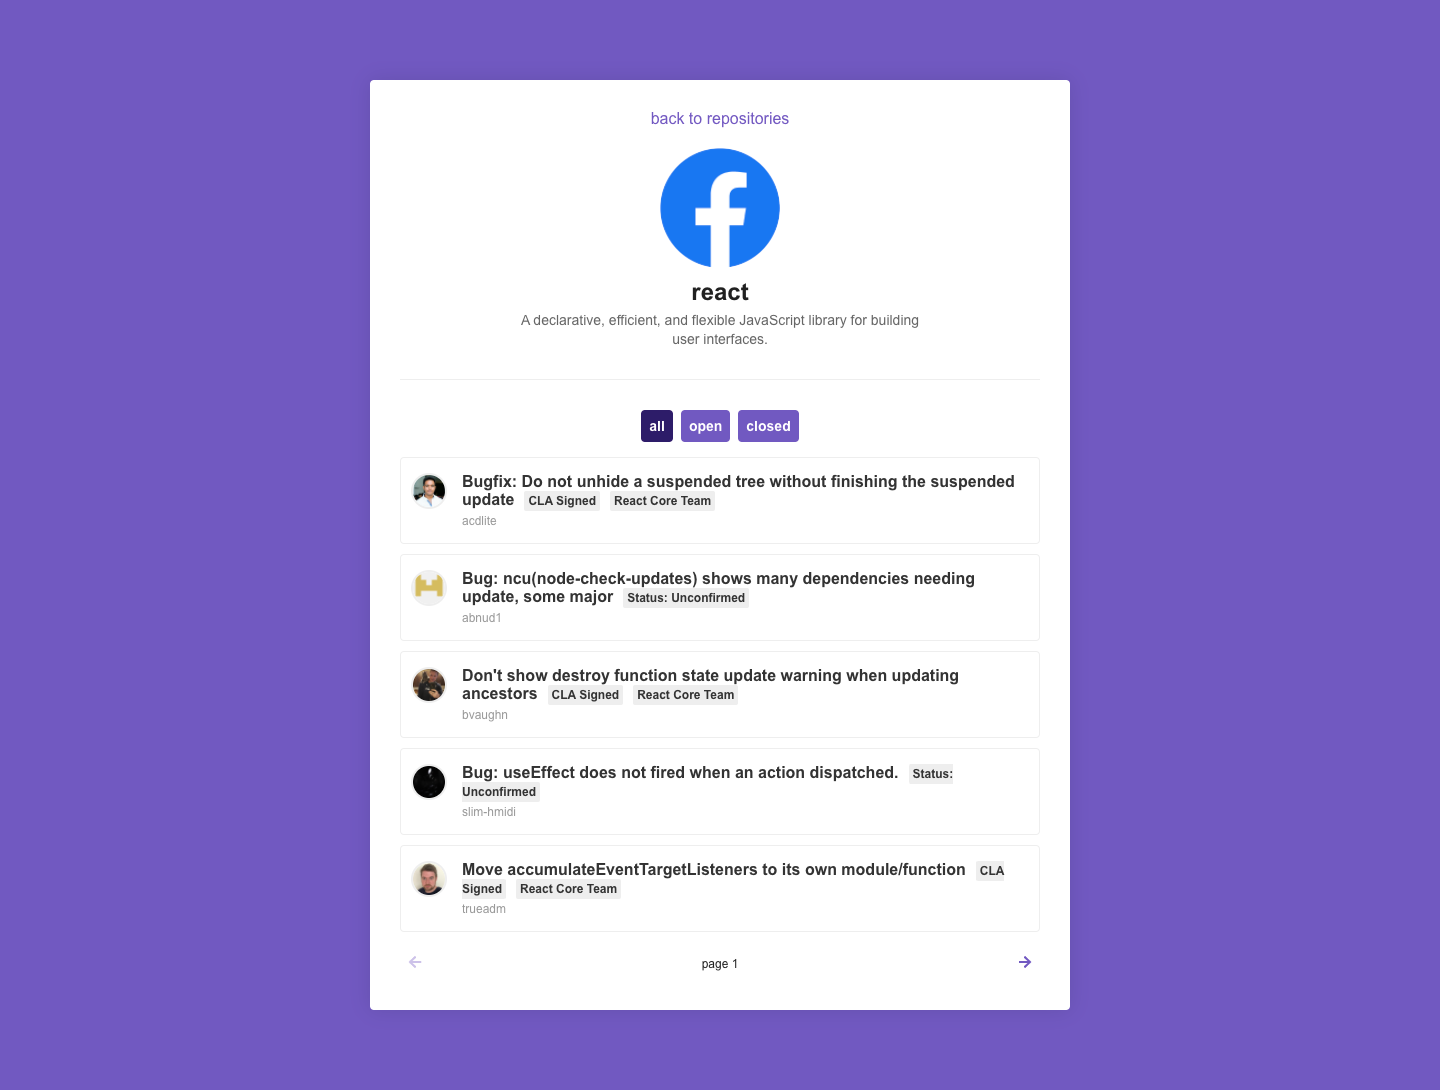 back to repositories
react
A declarative, efficient, and flexible JavaScript library for building
user interfaces.
all open closed
Bugfix: Do not unhide a suspended tree without finishing the suspended
update CLA Signed React Core Team
acdlite
Bug: ncu(node-check-updates) shows many dependencies needing
update, some major Status: Unconfirmed
abnud1
Don't show destroy function state update warning when updating
ancestors CLA Signed React Core Team
bvaughn
Bug: useEffect does not fired when an action dispatched. Status:
Unconfirmed
slim-hmidi
Move accumulateEventTargetListeners to its own module/function CLA
Signed React Core Team
trueadm
page 1